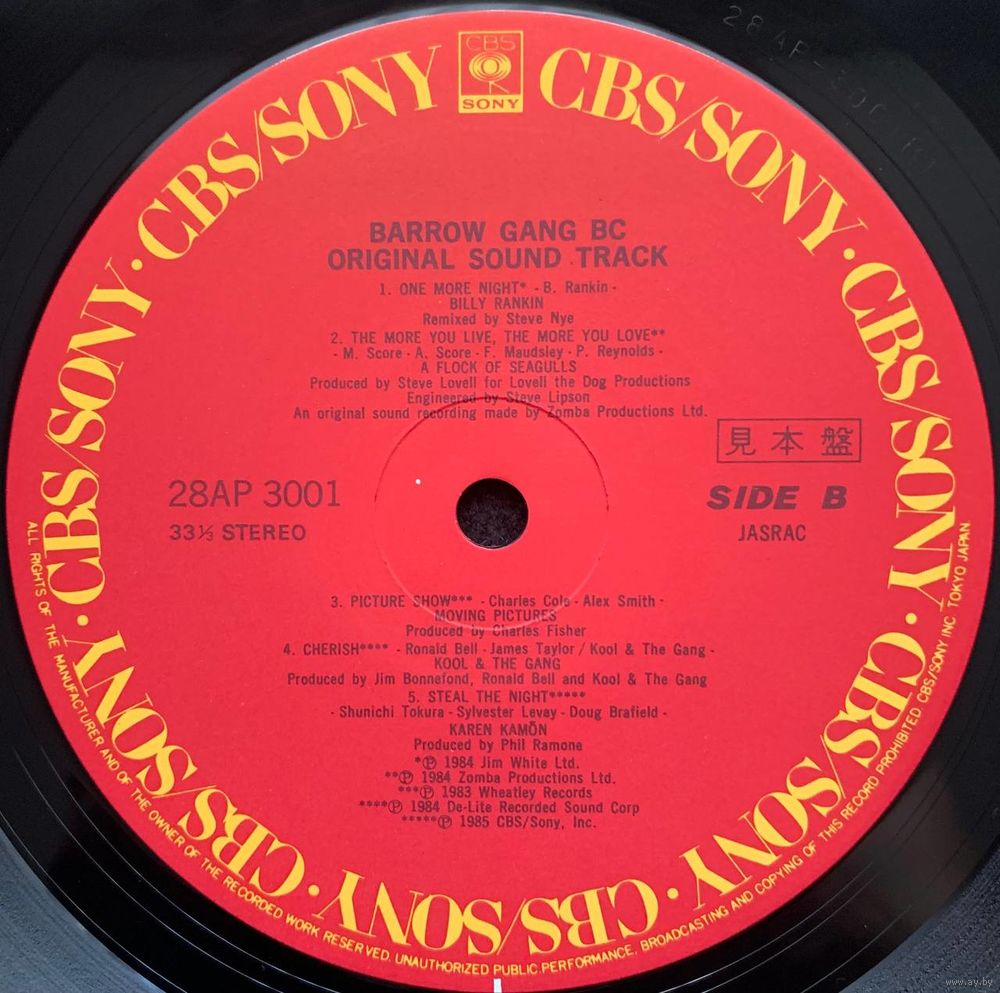 CBS
SONY
CBS/SONY · CBS/SONY · CBS/SONY · CBS/SONY · CBS/SONY · CBS/SONY · CBS/SONY · CBS/SONY
BARROW GANG BC
ORIGINAL SOUND TRACK
1. ONE MORE NIGHT* - B. Rankin -
BILLY RANKIN
Remixed by Steve Nye
2. THE MORE YOU LIVE, THE MORE YOU LOVE**
- M. Score - A. Score - F. Maudsley - P. Reynolds -
A FLOCK OF SEAGULLS
Produced by Steve Lovell for Lovell the Dog Productions
Engineered by Steve Lipson
An original sound recording made by Zomba Productions Ltd.
見本盤
28AP 3001
SIDE B
33⅓ STEREO
JASRAC
3. PICTURE SHOW*** - Charles Cole - Alex Smith -
MOVING PICTURES
Produced by Charles Fisher
4. CHERISH**** - Ronald Bell - James Taylor / Kool & The Gang -
KOOL & THE GANG
Produced by Jim Bonnefond, Ronald Bell and Kool & The Gang
5. STEAL THE NIGHT*****
- Shunichi Tokura - Sylvester Levay - Doug Brafield -
KAREN KAMŌN
Produced by Phil Ramone
*℗ 1984 Jim White Ltd.
**℗ 1984 Zomba Productions Ltd.
***℗ 1983 Wheatley Records
****℗ 1984 De-Lite Recorded Sound Corp
*****℗ 1985 CBS/Sony, Inc.
ALL RIGHTS OF THE MANUFACTURER AND OF THE OWNER OF THE RECORDED WORK RESERVED. UNAUTHORIZED PUBLIC PERFORMANCE, BROADCASTING AND COPYING OF THIS RECORD PROHIBITED CBS/SONY INC. TOKYO JAPAN.
www.ay.by